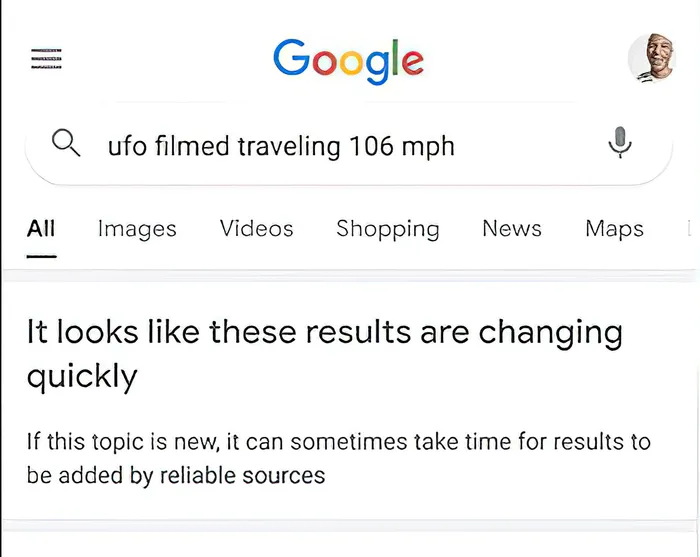 Google
ufo filmed traveling 106 mph
All Images Videos Shopping News Maps
It looks like these results are changing
quickly
If this topic is new, it can sometimes take time for results to
be added by reliable sources